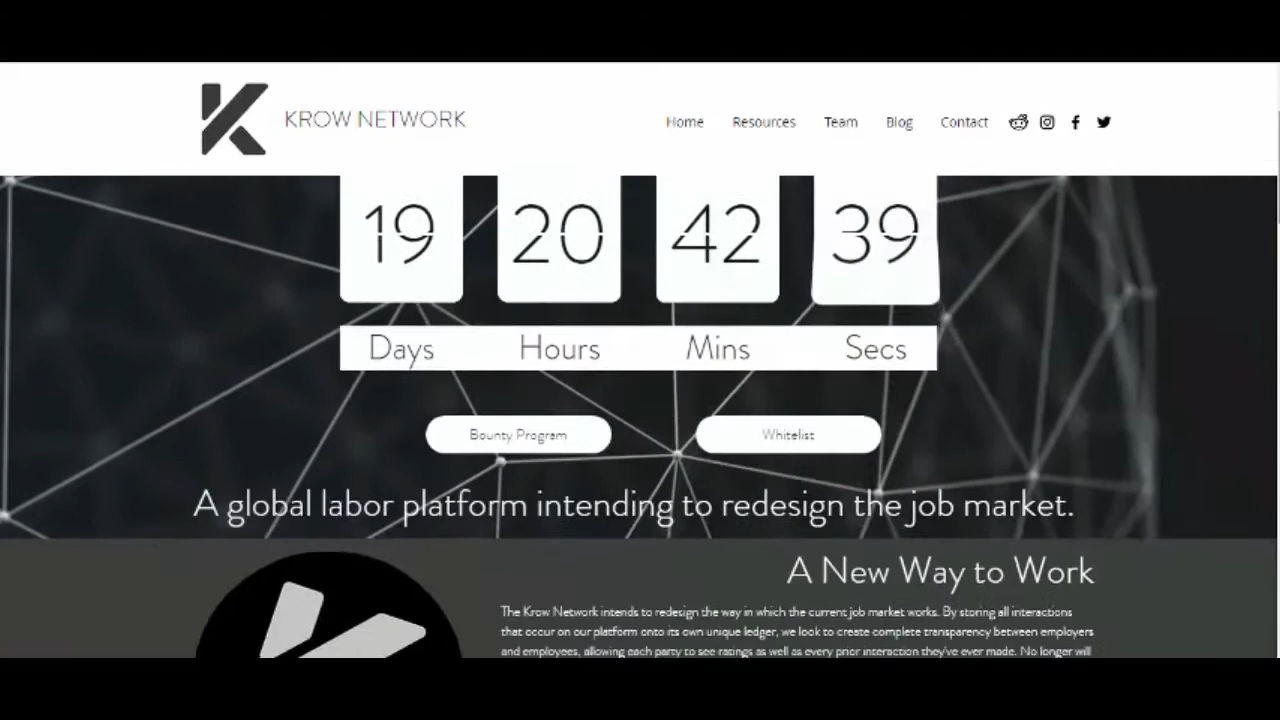 KROW NETWORK
Home Resources Team Blog Contact
19 20 42 39
Days Hours Mins Secs
Bounty Program Whitelist
A global labor platform intending to redesign the job market.
A New Way to Work
The Krow Network intends to redesign the way in which the current job market works. By storing all interactions
that occur on our platform onto its own unique ledger, we look to create complete transparency between employers
and employees, allowing each party to see ratings as well as every prior interaction they've ever made. No longer will